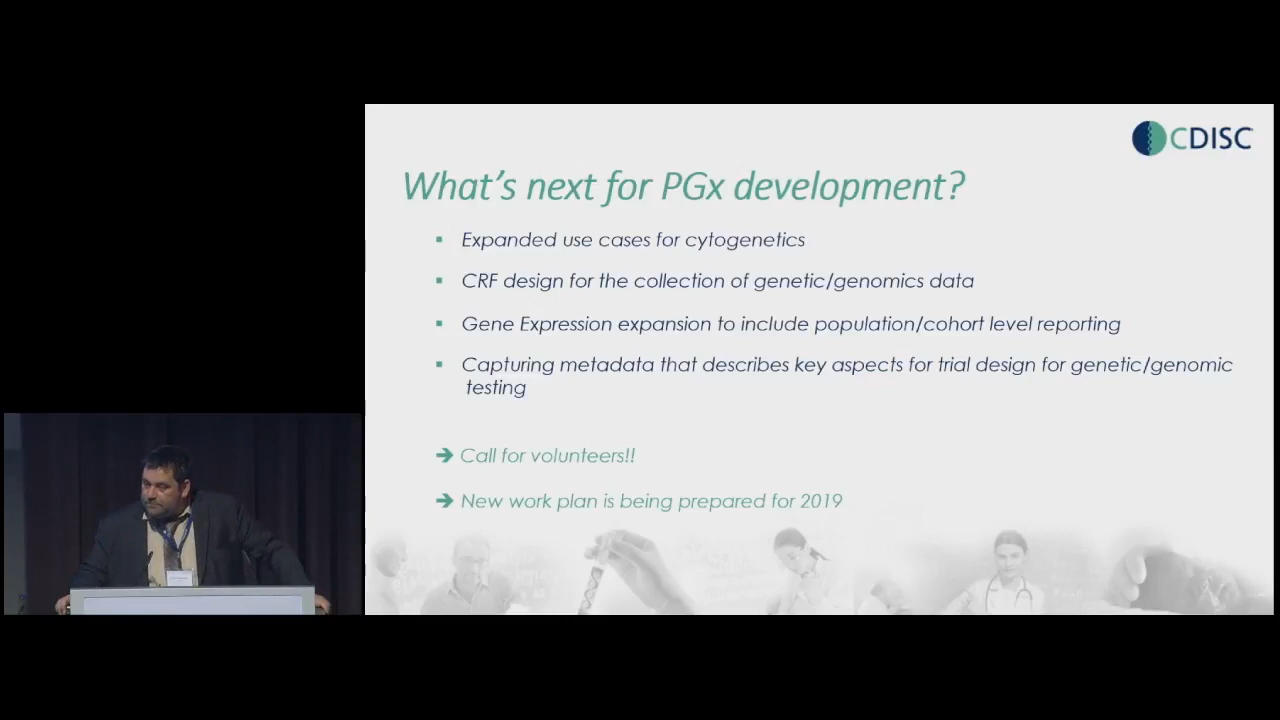 CDISC
What's next for PGx development?
Expanded use cases for cytogenetics
CRF design for the collection of genetic/genomics data
Gene Expression expansion to include population/cohort level reporting
Capturing metadata that describes key aspects for trial design for genetic/genomic
testing
➔ Call for volunteers!!
➔ New work plan is being prepared for 2019